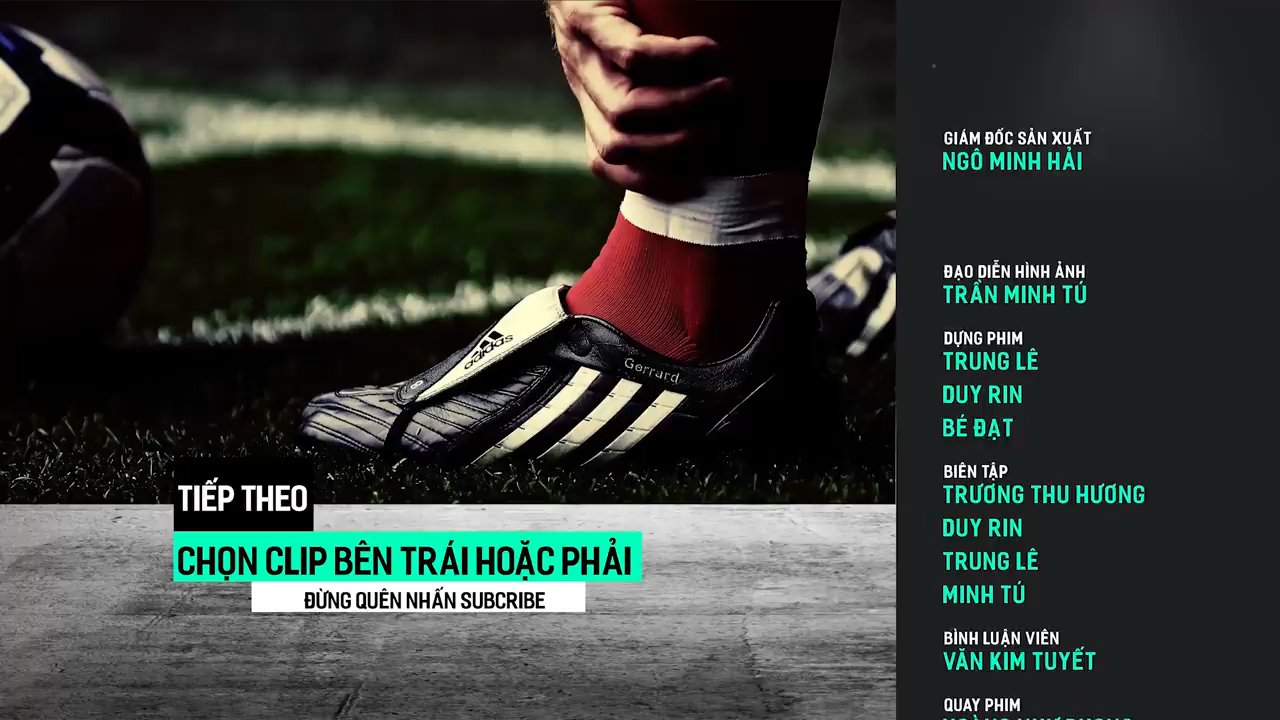 adidas
Gerrard
TIẾP THEO
CHỌN CLIP BÊN TRÁI HOẶC PHẢI
ĐỪNG QUÊN NHẤN SUBCRIBE
GIÁM ĐỐC SẢN XUẤT
NGÔ MINH HẢI
ĐẠO DIỄN HÌNH ẢNH
TRẦN MINH TÚ
DỰNG PHIM
TRUNG LÊ
DUY RIN
BÉ ĐẠT
BIÊN TẬP
TRƯƠNG THU HƯƠNG
DUY RIN
TRUNG LÊ
MINH TÚ
BÌNH LUẬN VIÊN
VĂN KIM TUYẾT
QUAY PHIM